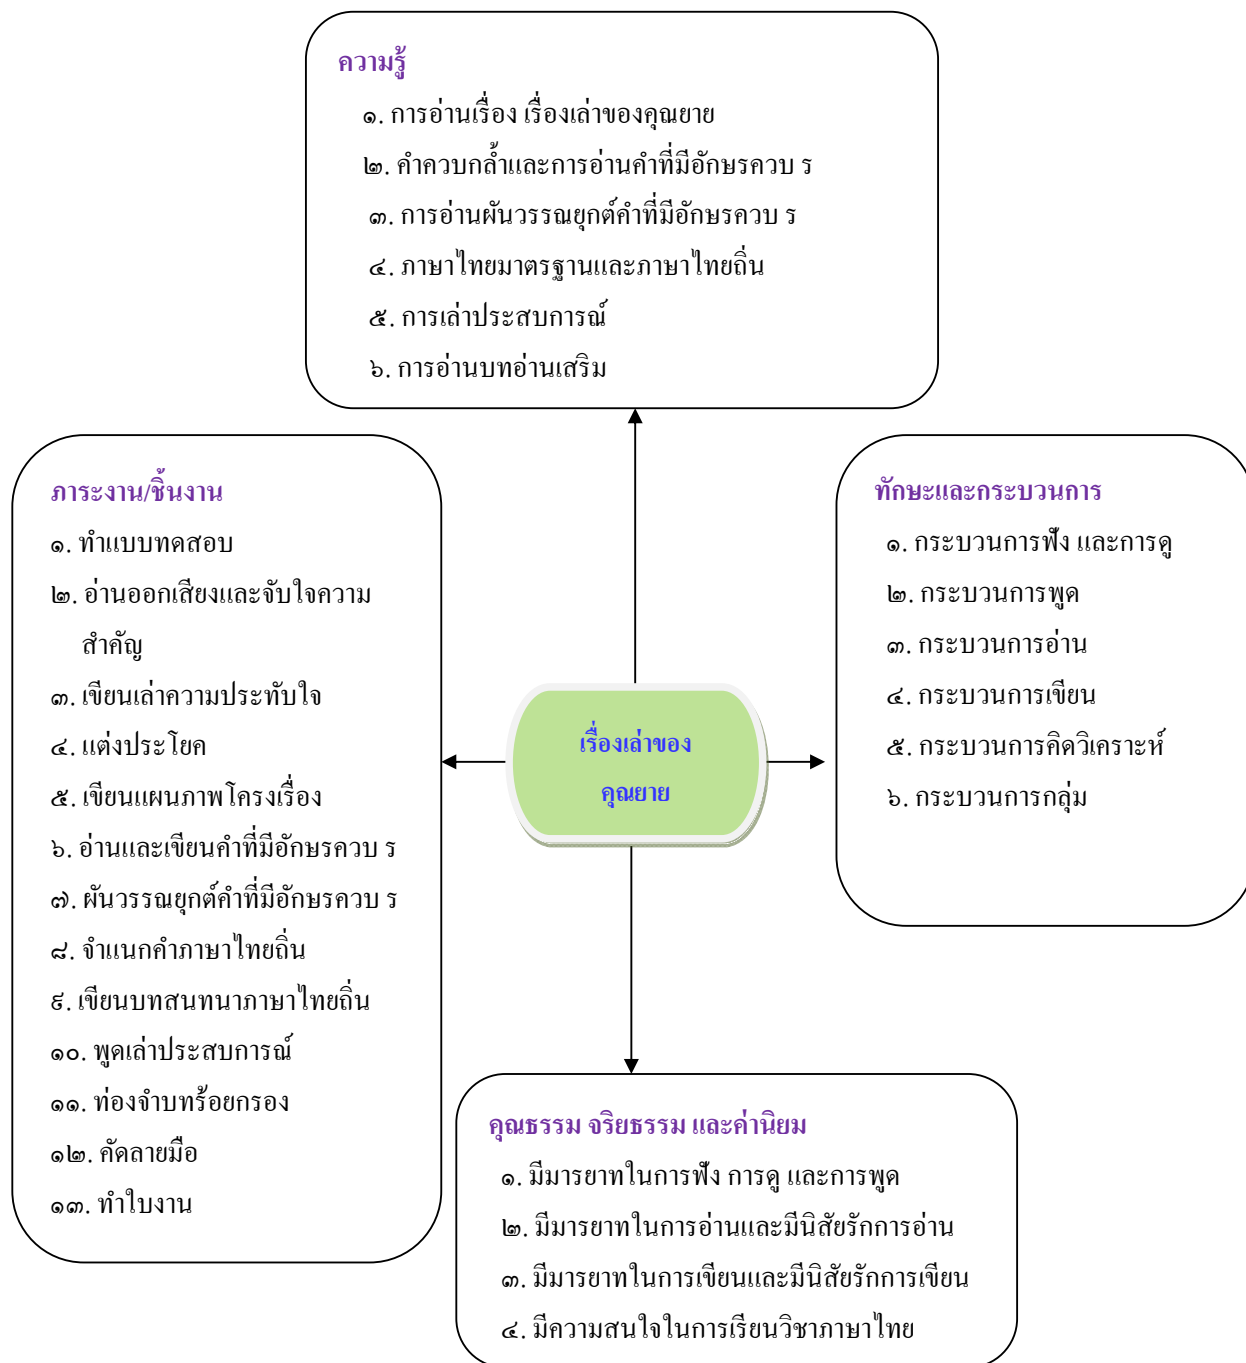 ความรู้
๑. การอ่านเรื่อง เรื่องเล่าของคุณยาย
๒. คำควบกล้ำและการอ่านคำที่มีอักษรควบ ร
๓. การอ่านผันวรรณยุกต์คำที่มีอักษรควบ ร
๔. ภาษาไทยมาตรฐานและภาษาไทยถิ่น
๕. การเล่าประสบการณ์
๖. การอ่านบทอ่านเสริม
ภาระงาน/ชิ้นงาน
๑. ทำแบบทดสอบ
๒. อ่านออกเสียงและจับใจความ
สำคัญ
๓. เขียนเล่าความประทับใจ
๔. แต่งประโยค
๕. เขียนแผนภาพโครงเรื่อง
๖. อ่านและเขียนคำที่มีอักษรควบ ร
๗. ผันวรรณยุกต์คำที่มีอักษรควบ ร
๘. จำแนกคำภาษาไทยถิ่น
๙. เขียนบทสนทนาภาษาไทยถิ่น
๑๐. พูดเล่าประสบการณ์
๑๑. ท่องจำบทร้อยกรอง
๑๒. คัดลายมือ
๑๓. ทำใบงาน
เรื่องเล่าของ
คุณยาย
ทักษะและกระบวนการ
๑. กระบวนการฟัง และการดู
๒. กระบวนการพูด
๓. กระบวนการอ่าน
๔. กระบวนการเขียน
๕. กระบวนการคิดวิเคราะห์
๖. กระบวนการกลุ่ม
คุณธรรม จริยธรรม และค่านิยม
๑. มีมารยาทในการฟัง การดู และการพูด
๒. มีมารยาทในการอ่านและมีนิสัยรักการอ่าน
๓. มีมารยาทในการเขียนและมีนิสัยรักการเขียน
๔. มีความสนใจในการเรียนวิชาภาษาไทย